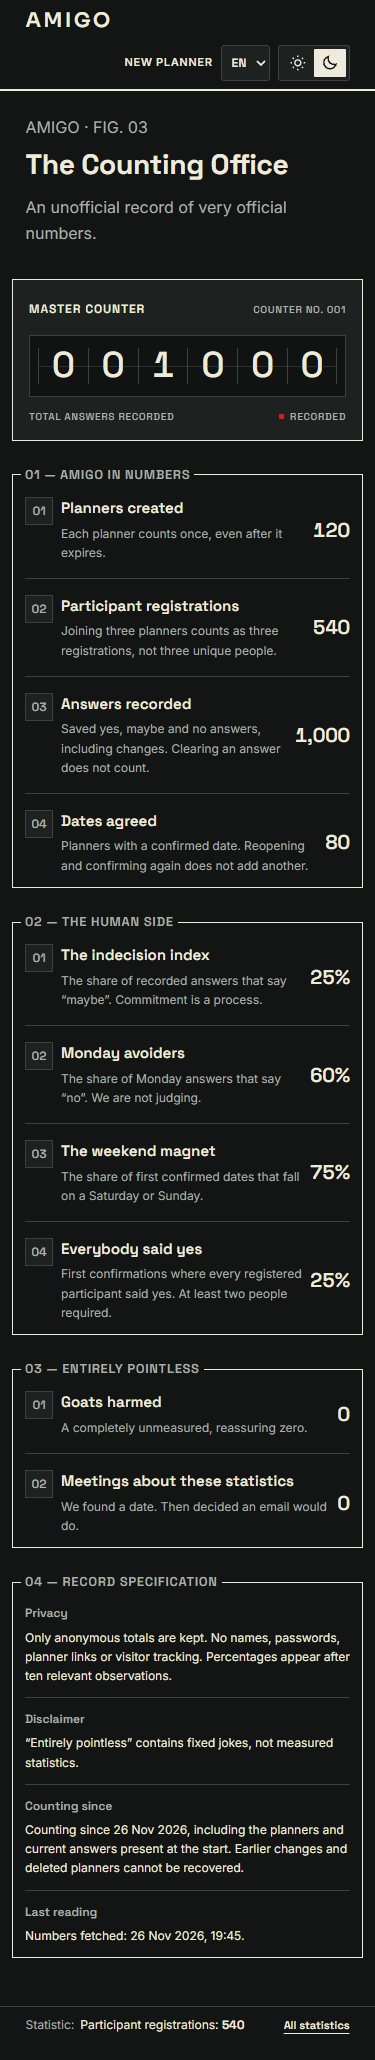 AMIGO
NEW PLANNER
EN
AMIGO · FIG. 03
The Counting Office
An unofficial record of very official
numbers.
MASTER COUNTER
COUNTER NO. 001
0 0 1 0 0 0
TOTAL ANSWERS RECORDED
RECORDED
01 — AMIGO IN NUMBERS
01
Planners created
Each planner counts once, even after it
expires.
120
02
Participant registrations
Joining three planners counts as three
registrations, not three unique people.
540
03
Answers recorded
Saved yes, maybe and no answers,
including changes. Clearing an answer
does not count.
1,000
04
Dates agreed
Planners with a confirmed date. Reopening
and confirming again does not add another.
80
02 — THE HUMAN SIDE
01
The indecision index
The share of recorded answers that say
“maybe”. Commitment is a process.
25%
02
Monday avoiders
The share of Monday answers that say
“no”. We are not judging.
60%
03
The weekend magnet
The share of first confirmed dates that fall
on a Saturday or Sunday.
75%
04
Everybody said yes
First confirmations where every registered
participant said yes. At least two people
required.
25%
03 — ENTIRELY POINTLESS
01
Goats harmed
A completely unmeasured, reassuring zero.
0
02
Meetings about these statistics
We found a date. Then decided an email would
do.
0
04 — RECORD SPECIFICATION
Privacy
Only anonymous totals are kept. No names, passwords,
planner links or visitor tracking. Percentages appear after
ten relevant observations.
Disclaimer
“Entirely pointless” contains fixed jokes, not measured
statistics.
Counting since
Counting since 26 Nov 2026, including the planners and
current answers present at the start. Earlier changes and
deleted planners cannot be recovered.
Last reading
Numbers fetched: 26 Nov 2026, 19:45.
Statistic: Participant registrations: 540
All statistics